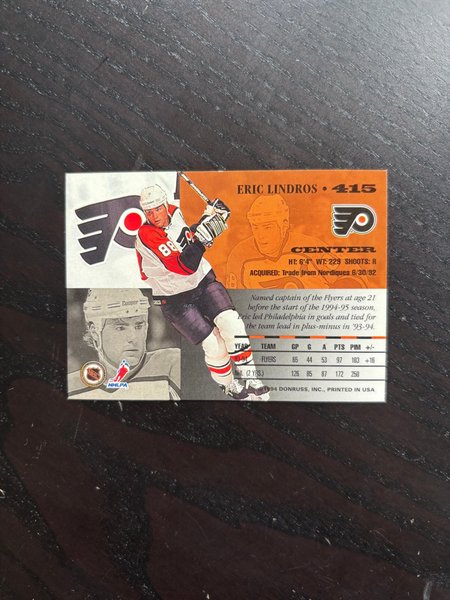 ERIC LINDROS • 415
CENTER
HT: 6'4" WT: 229 SHOOTS: R
ACQUIRED: Trade from Nordiques 6/30/92
Named captain of the Flyers at age 21
before the start of the 1994-95 season,
Eric led Philadelphia in goals and tied for
the team lead in plus-minus in '93-94.
YEAR TEAM GP G A PTS PIM +/-
FLYERS 65 44 53 97 103 +16
(2 YRS.) 126 85 87 172 250
1994 DONRUSS, INC., PRINTED IN USA
88
Cooper
NHL
NHLPA